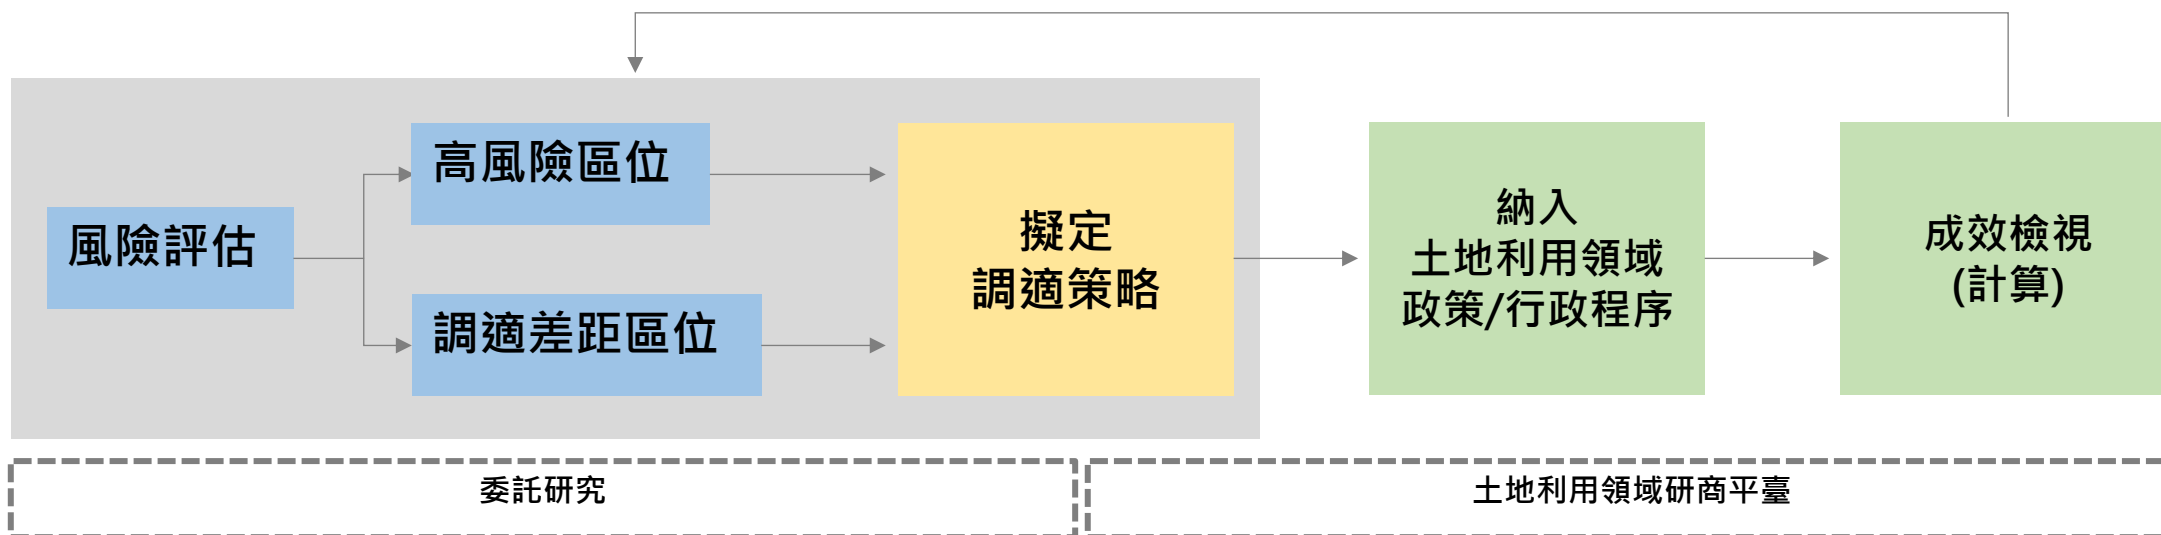 風險評估
高風險區位
調適差距區位
擬定
調適策略
納入
土地利用領域
政策/行政程序
成效檢視
(計算)
委託研究
土地利用領域研商平臺